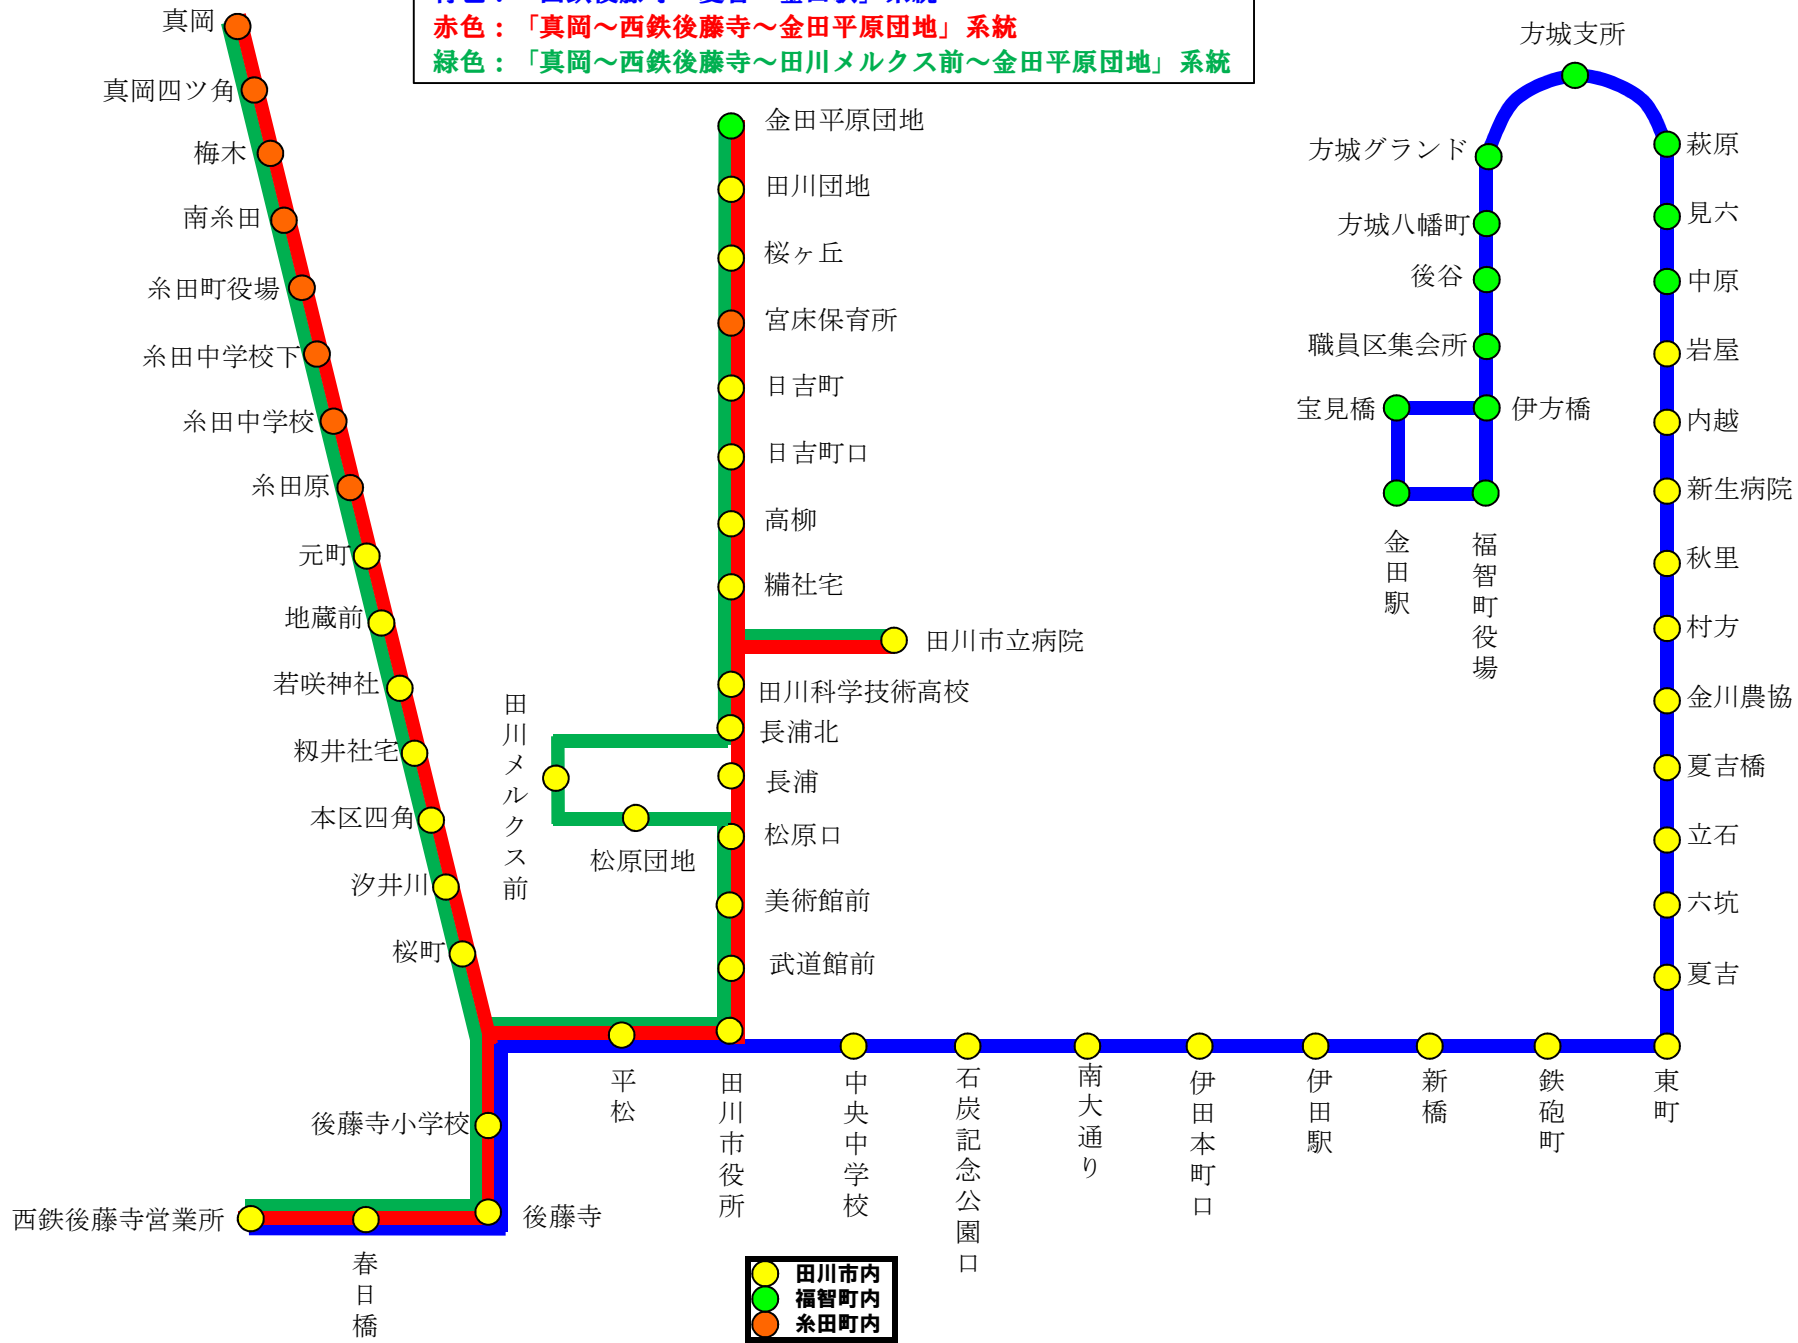 赤色：「真岡～西鉄後藤寺～金田平原団地」系統
緑色：「真岡～西鉄後藤寺～田川メルクス前～金田平原団地」系統
真岡
真岡四ツ角
梅木
南糸田
糸田町役場
糸田中学校下
糸田中学校
糸田原
元町
地蔵前
若咲神社
籾井社宅
本区四角
汐井川
桜町
後藤寺小学校
西鉄後藤寺営業所
春日橋
後藤寺
金田平原団地
田川団地
桜ヶ丘
宮床保育所
日吉町
日吉町口
高柳
糒社宅
田川市立病院
田川科学技術高校
長浦北
長浦
松原口
美術館前
武道館前
田川メルクス前
松原団地
平松
田川市役所
中央中学校
石炭記念公園口
南大通り
伊田本町口
伊田駅
新橋
鉄砲町
東町
方城支所
方城グランド
方城八幡町
後谷
職員区集会所
宝見橋
伊方橋
金田駅
福智町役場
萩原
見六
中原
岩屋
内越
新生病院
秋里
村方
金川農協
夏吉橋
立石
六坑
夏吉
田川市内
福智町内
糸田町内